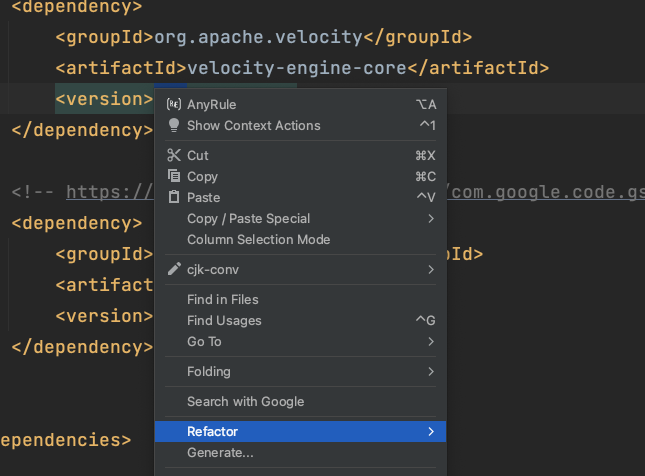 <dependency>
<groupId>org.apache.velocity</groupId>
<artifactId>velocity-engine-core</artifactId>
<version>
</dependency>
<!-- https://
/com.google.code.gs
<dependency>
<groupId>
pId>
<artifact
<version>
</dependency>
ependencies>
AnyRule ⌥A
Show Context Actions ^1
Cut ⌘X
Copy ⌘C
Paste ^V
Copy / Paste Special
Column Selection Mode
cjk-conv
Find in Files
Find Usages ^G
Go To
Folding
Search with Google
Refactor
Generate...